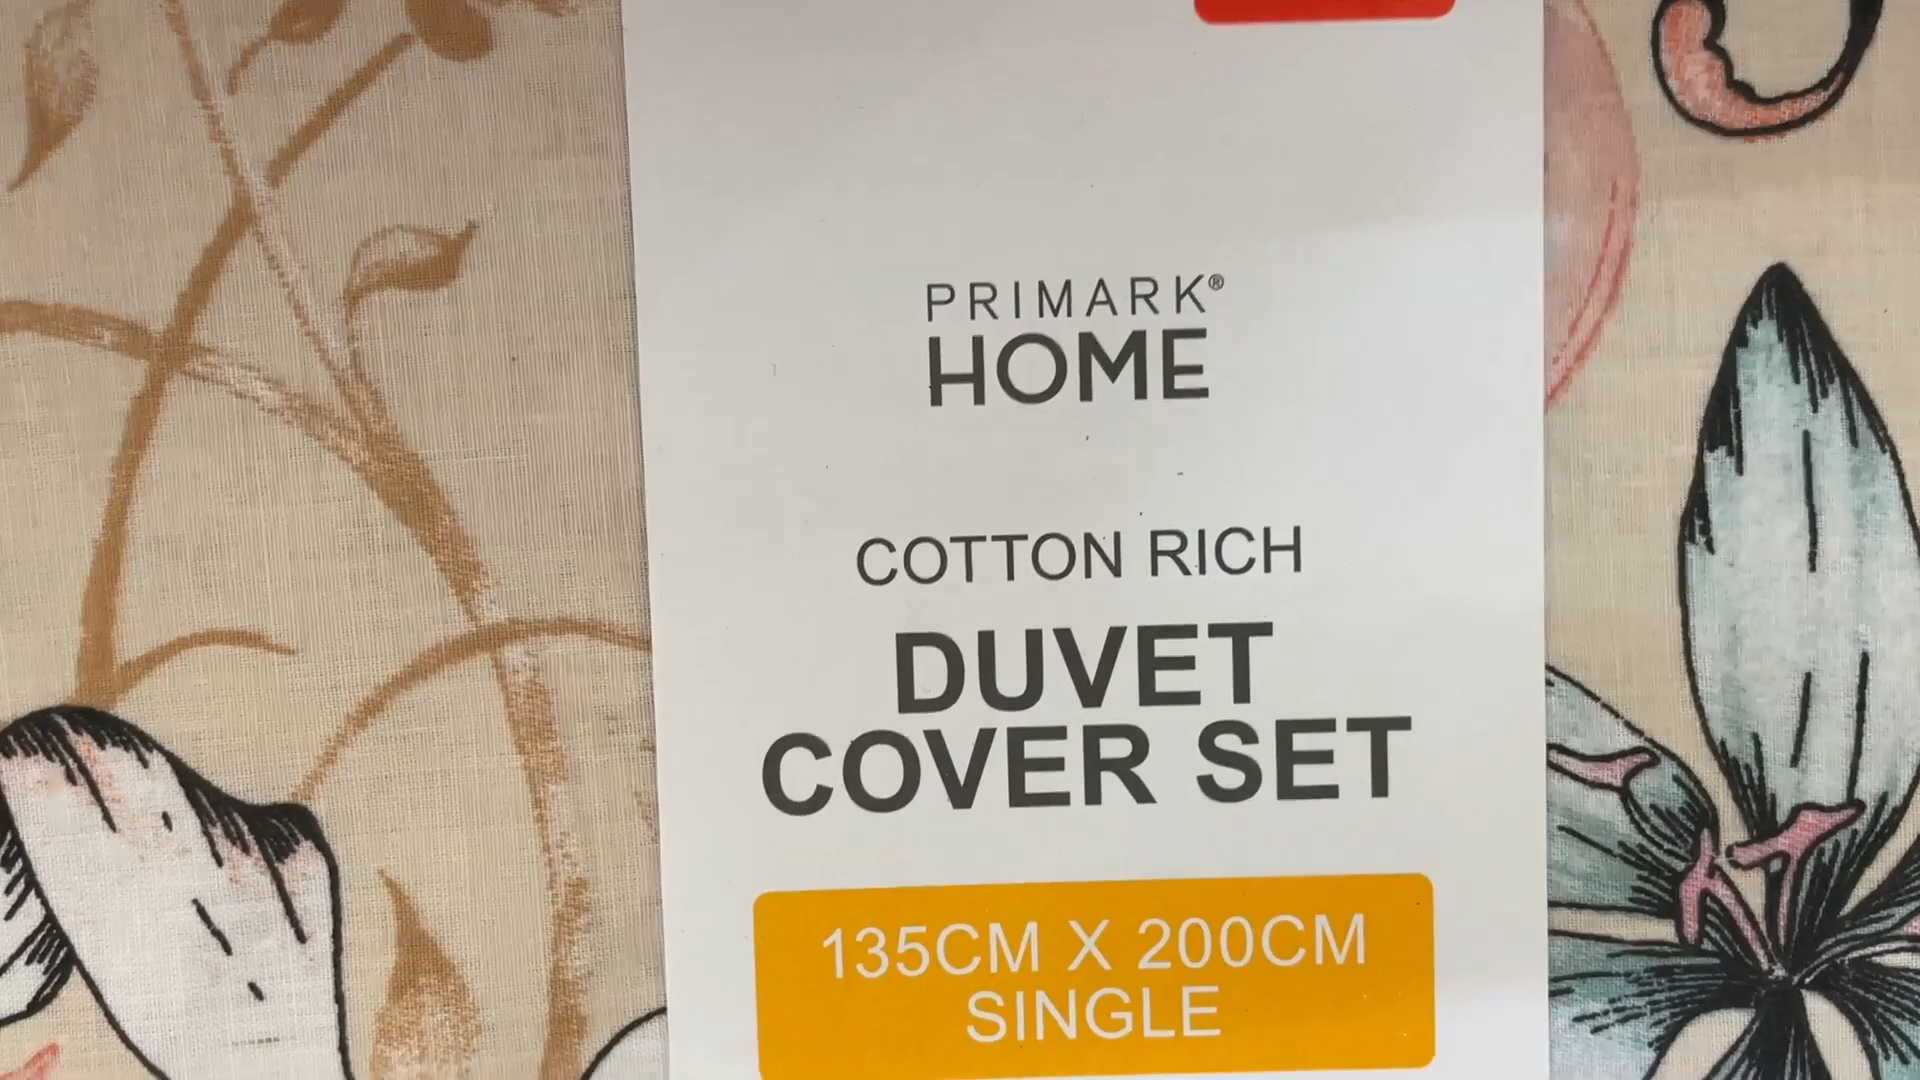 PRIMARK®
HOME
COTTON RICH
DUVET
COVER SET
135CM X 200CM
SINGLE